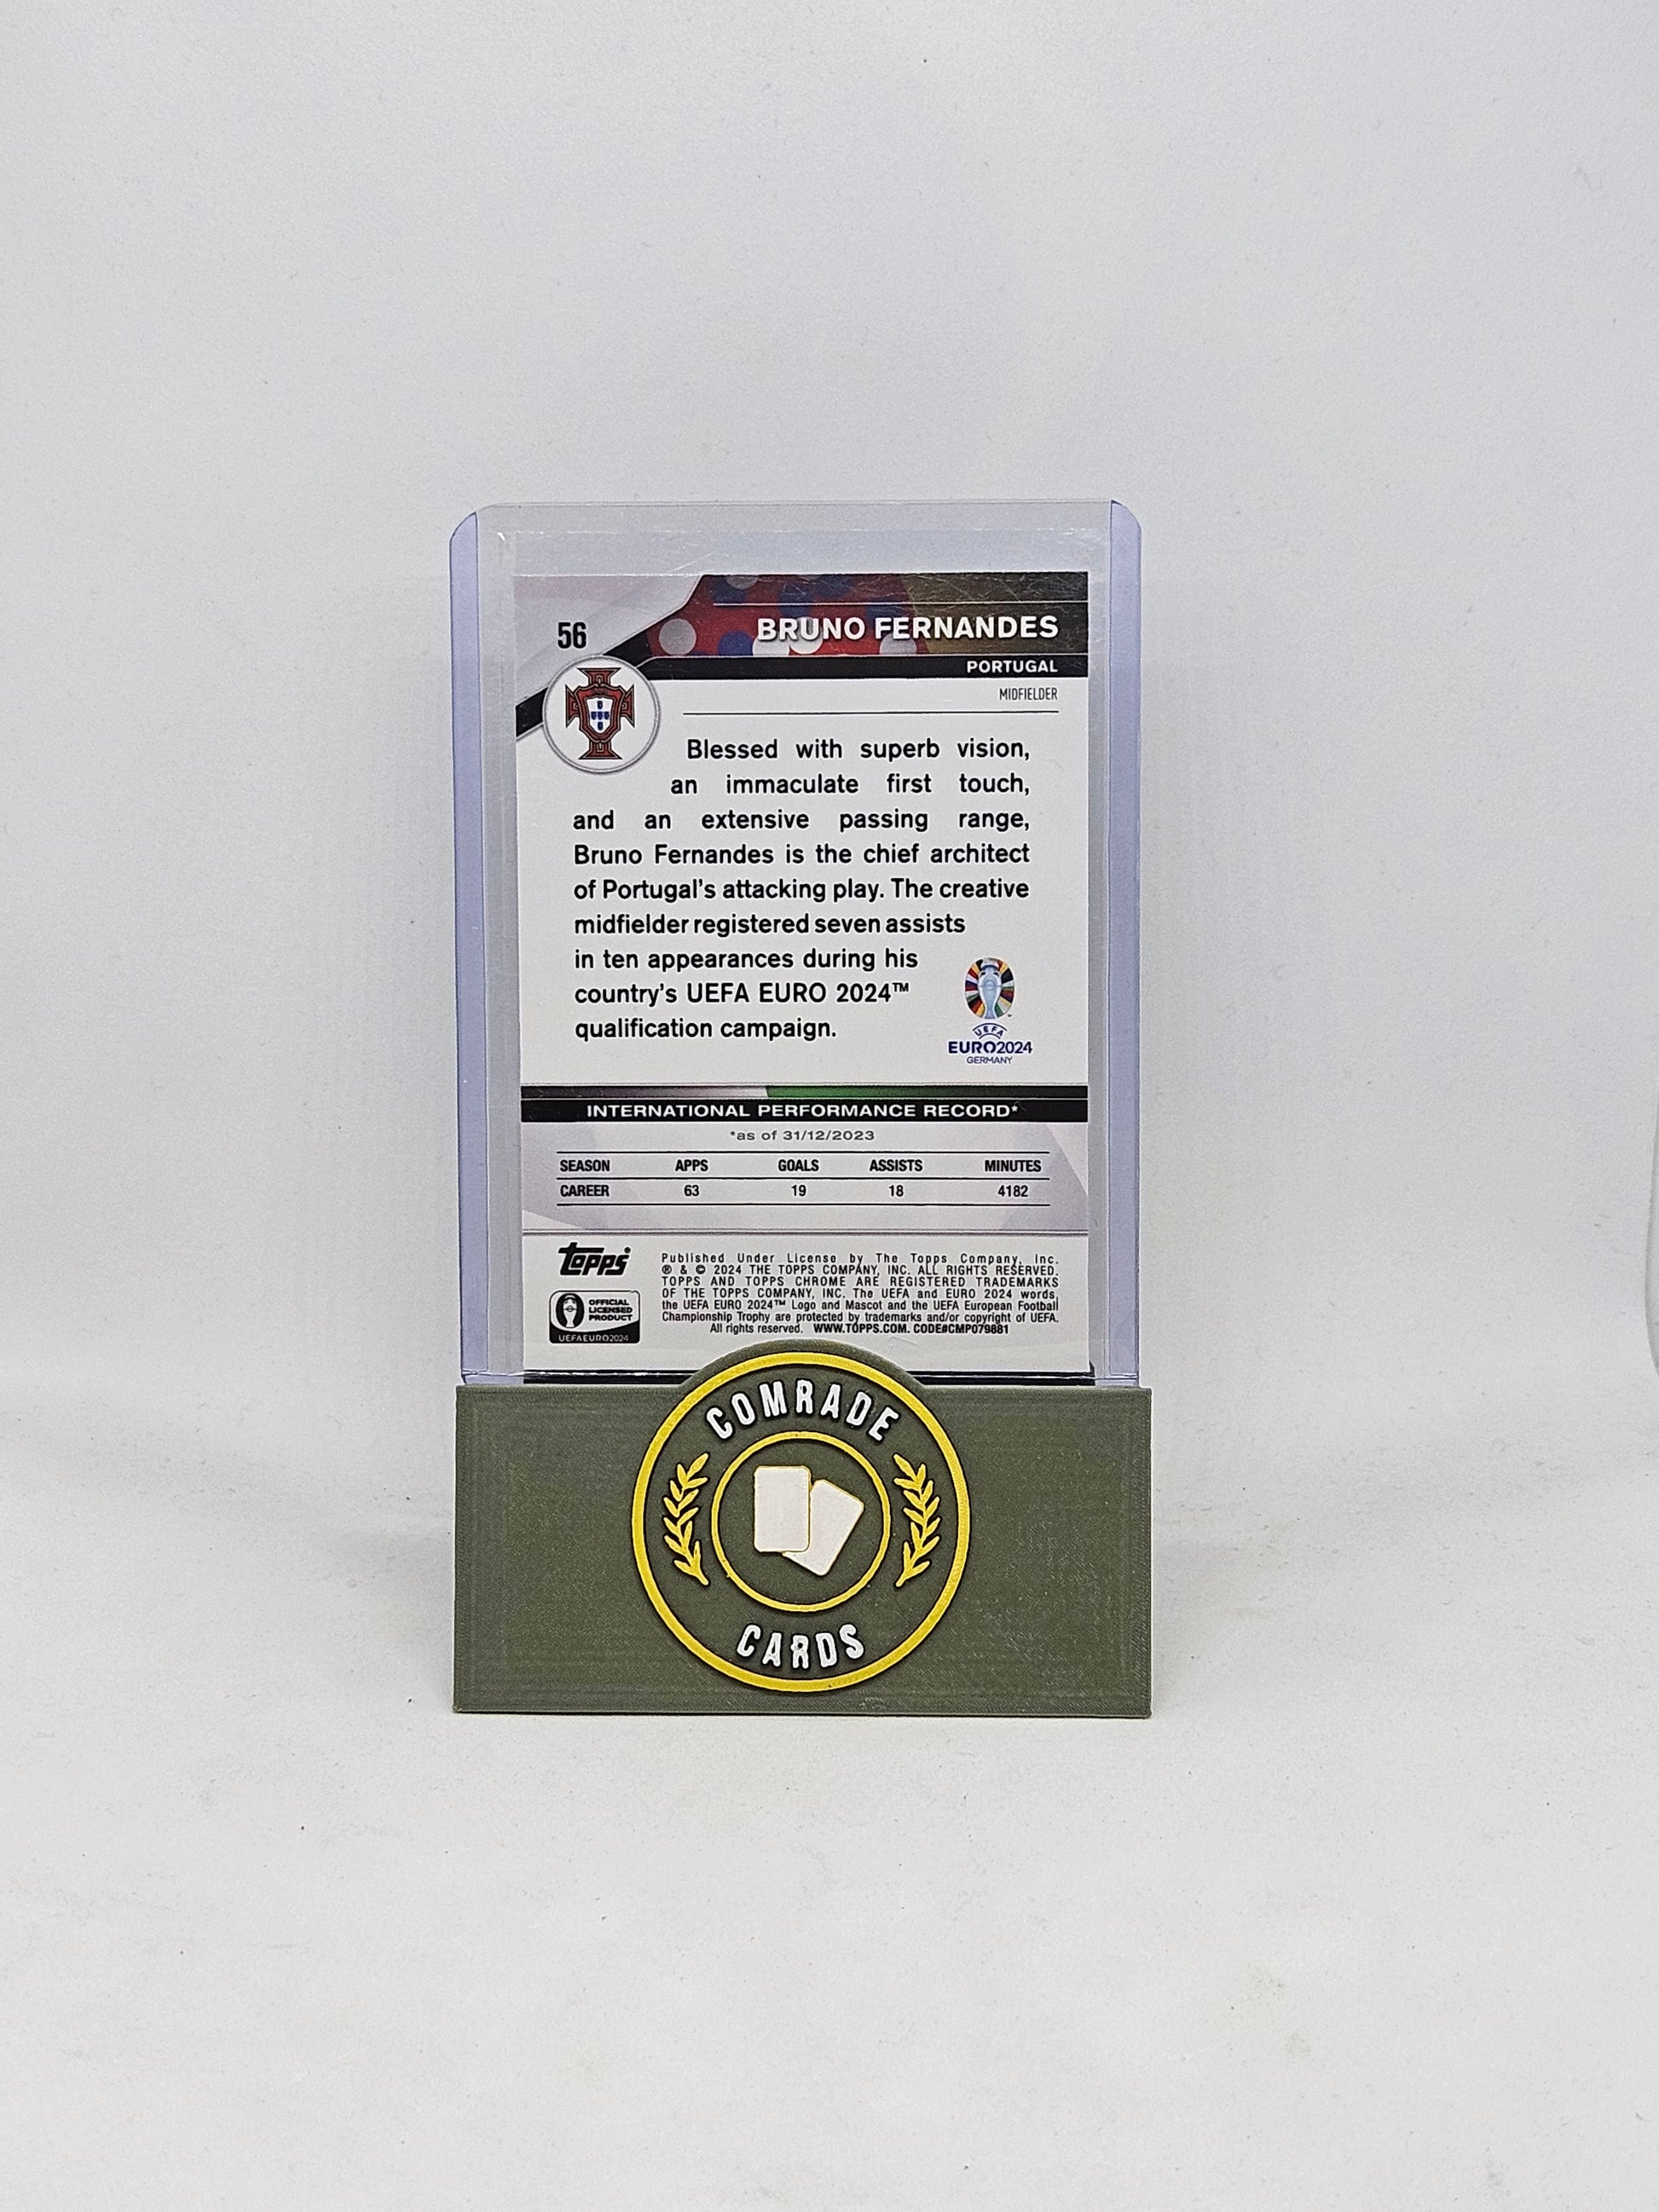 56
BRUNO FERNANDES
PORTUGAL
MIDFIELDER
Blessed with superb vision,
an immaculate first touch,
and an extensive passing range,
Bruno Fernandes is the chief architect
of Portugal's attacking play. The creative
midfielder registered seven assists
in ten appearances during his
country's UEFA EURO 2024™
qualification campaign.
UEFA
EURO2024
GERMANY
INTERNATIONAL PERFORMANCE RECORD*
*as of 31/12/2023
SEASON APPS GOALS ASSISTS MINUTES
CAREER 63 19 18 4182
topps
OFFICIAL
LICENSED
PRODUCT
UEFAEURO2024
Published Under License by The Topps Company, Inc.
® & © 2024 THE TOPPS COMPANY, INC. ALL RIGHTS RESERVED.
TOPPS AND TOPPS CHROME ARE REGISTERED TRADEMARKS
OF THE TOPPS COMPANY, INC. The UEFA and EURO 2024 words,
the UEFA EURO 2024™ Logo and Mascot and the UEFA European Football
Championship Trophy are protected by trademarks and/or copyright of UEFA.
All rights reserved. WWW.TOPPS.COM. CODE#CMP079881
COMRADE
CARDS